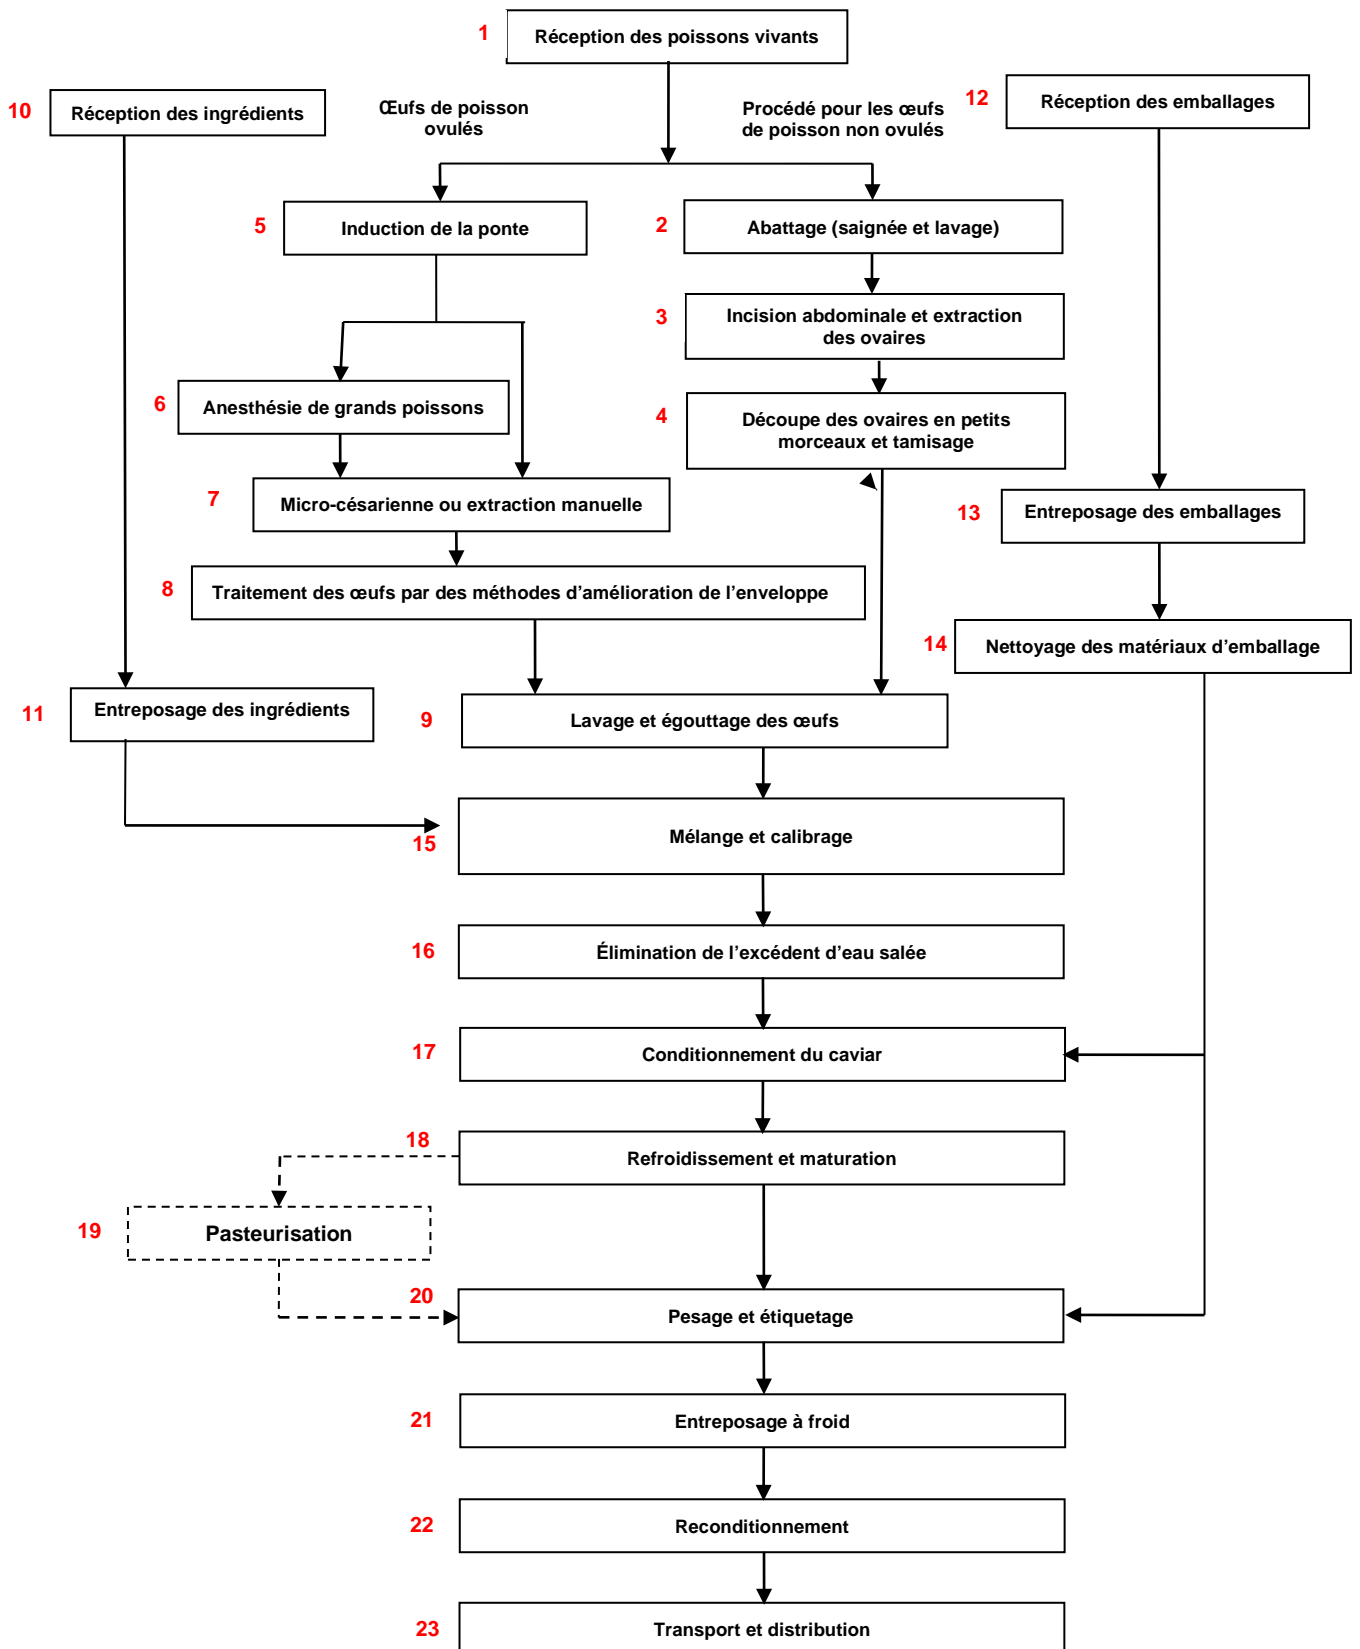 1
Réception des poissons vivants
10
Réception des ingrédients
Œufs de poisson
ovulés
Procédé pour les œufs
de poisson non ovulés
12
Réception des emballages
5
Induction de la ponte
2
Abattage (saignée et lavage)
3
Incision abdominale et extraction
des ovaires
6
Anesthésie de grands poissons
4
Découpe des ovaires en petits
morceaux et tamisage
7
Micro-césarienne ou extraction manuelle
13
Entreposage des emballages
8
Traitement des œufs par des méthodes d’amélioration de l’enveloppe
14
Nettoyage des matériaux d’emballage
11
Entreposage des ingrédients
9
Lavage et égouttage des œufs
15
Mélange et calibrage
16
Élimination de l’excédent d’eau salée
17
Conditionnement du caviar
18
Refroidissement et maturation
19
Pasteurisation
20
Pesage et étiquetage
21
Entreposage à froid
22
Reconditionnement
23
Transport et distribution